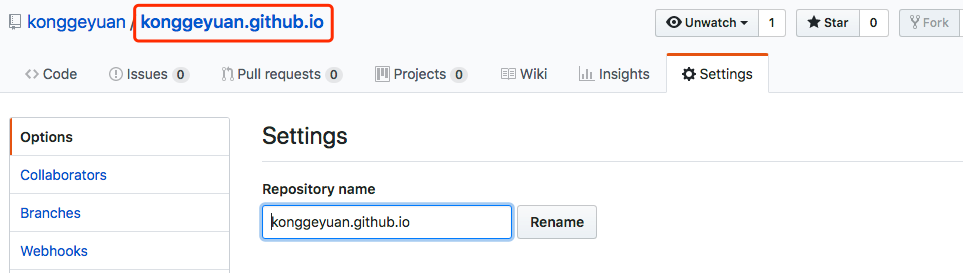 konggeyuan / konggeyuan.github.io Unwatch 1 Star 0 Fork
Code Issues 0 Pull requests 0 Projects 0 Wiki Insights Settings
Options
Collaborators
Branches
Webhooks
Settings
Repository name
konggeyuan.github.io Rename